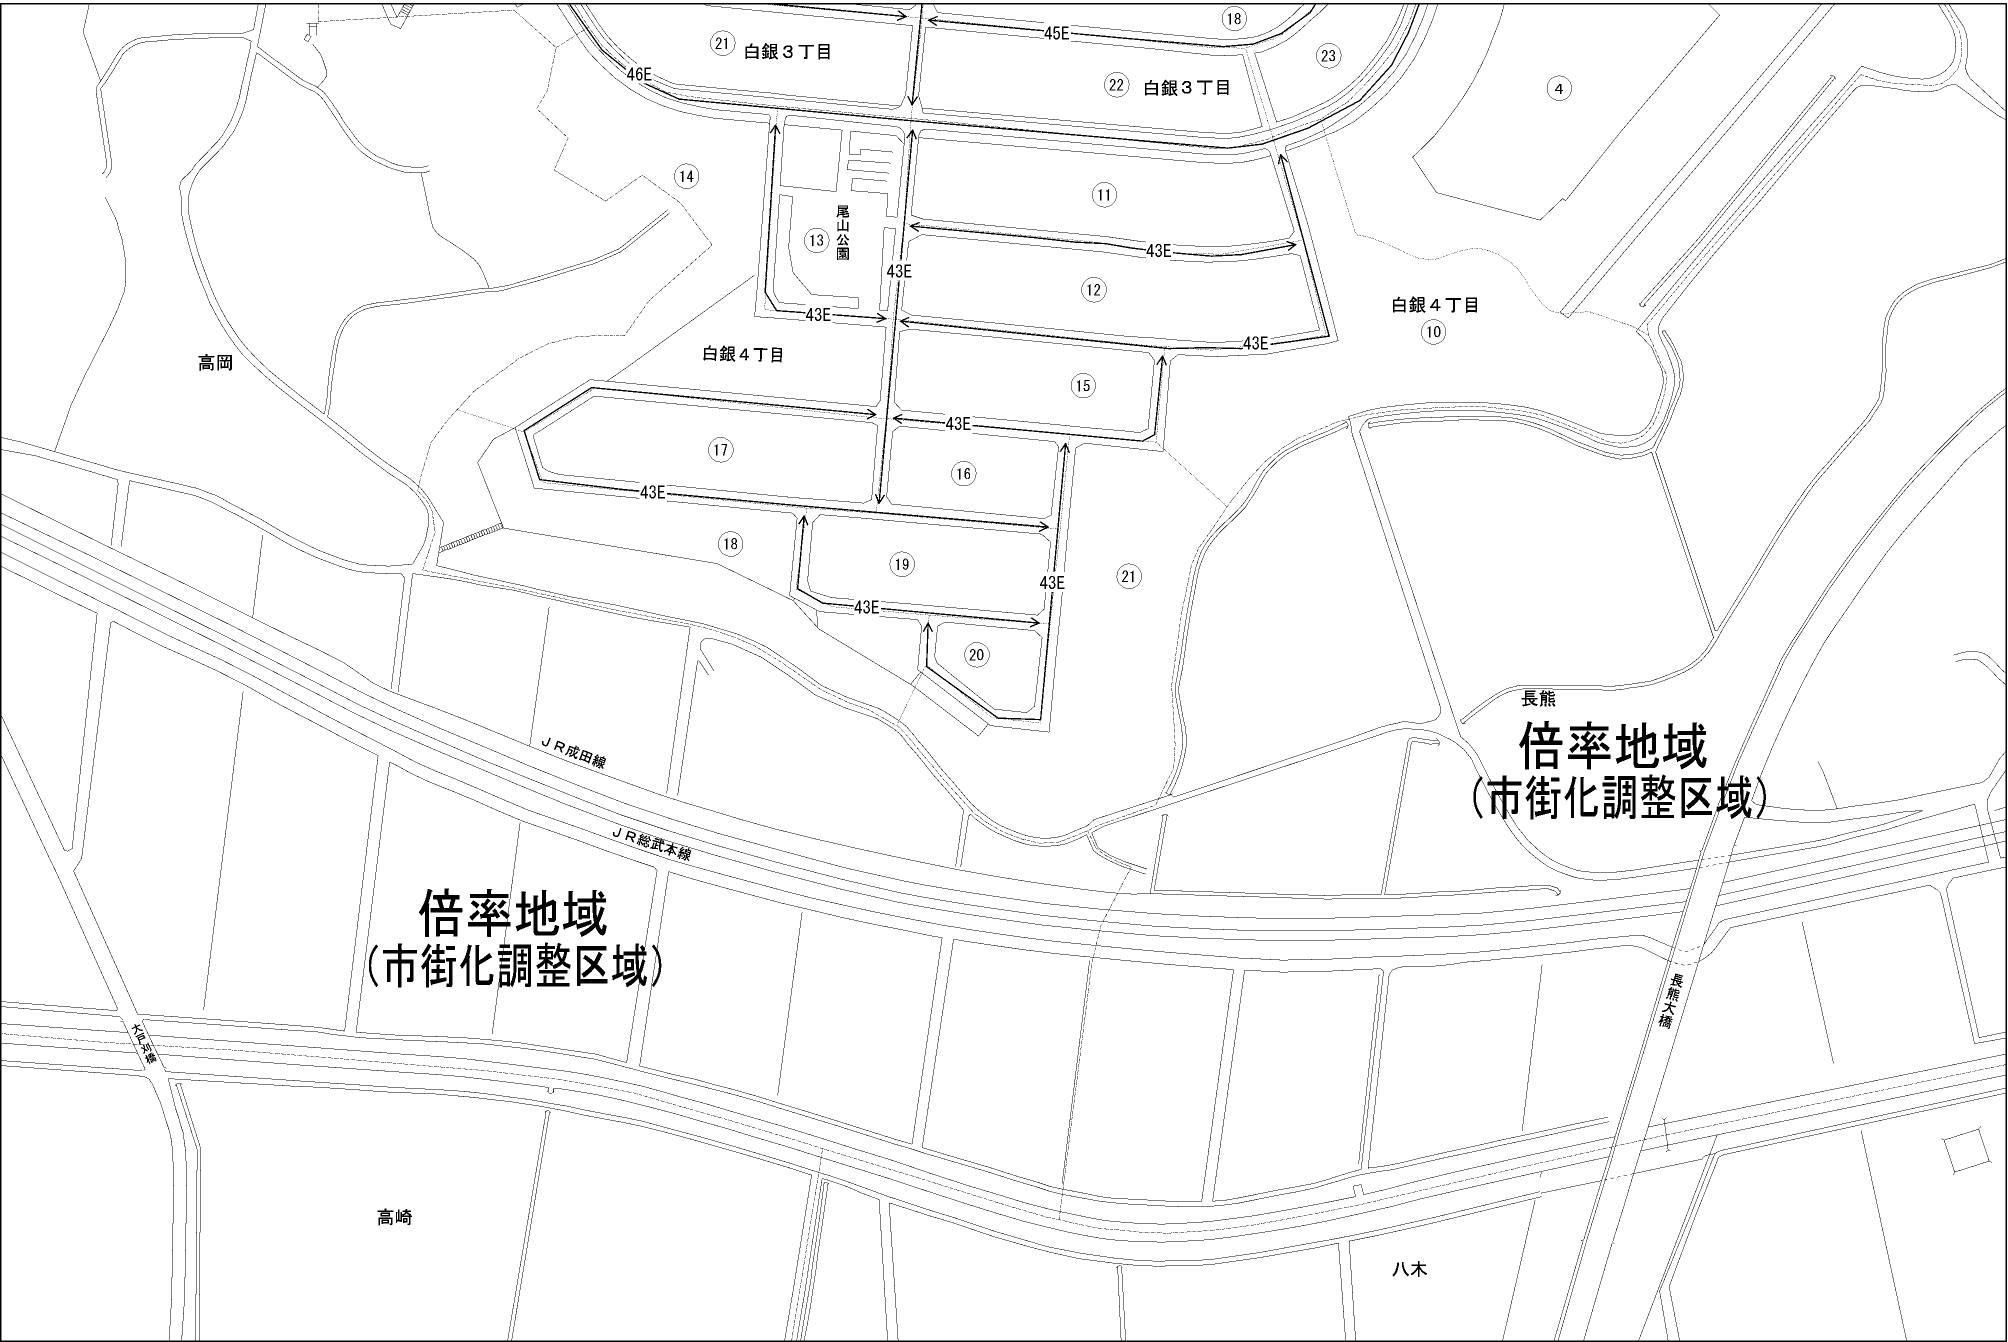 18
45E
21
白銀３丁目
23
46E
22
白銀３丁目
4
14
11
尾山公園
13
43E
43E
12
白銀４丁目
10
43E
43E
高岡
白銀４丁目
15
43E
17
16
43E
18
19
43E
21
43E
20
長熊
倍率地域
（市街化調整区域）
ＪＲ成田線
ＪＲ総武本線
倍率地域
（市街化調整区域）
長熊大橋
大戸刈橋
高崎
八木